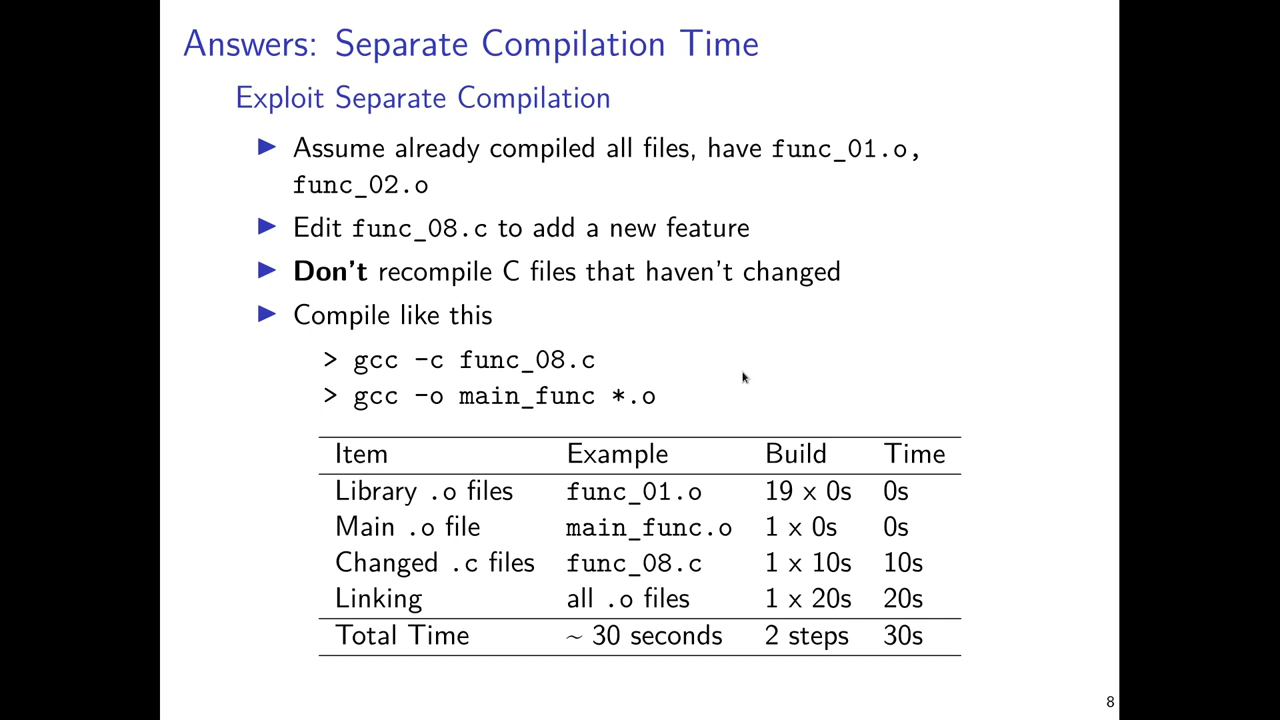 Answers: Separate Compilation Time
Exploit Separate Compilation
▶ Assume already compiled all files, have func_01.o,
func_02.o
▶ Edit func_08.c to add a new feature
▶ Don't recompile C files that haven't changed
▶ Compile like this
> gcc -c func_08.c
> gcc -o main_func *.o
Item Example Build Time
Library .o files func_01.o 19 x 0s 0s
Main .o file main_func.o 1 x 0s 0s
Changed .c files func_08.c 1 x 10s 10s
Linking all .o files 1 x 20s 20s
Total Time ~ 30 seconds 2 steps 30s
8